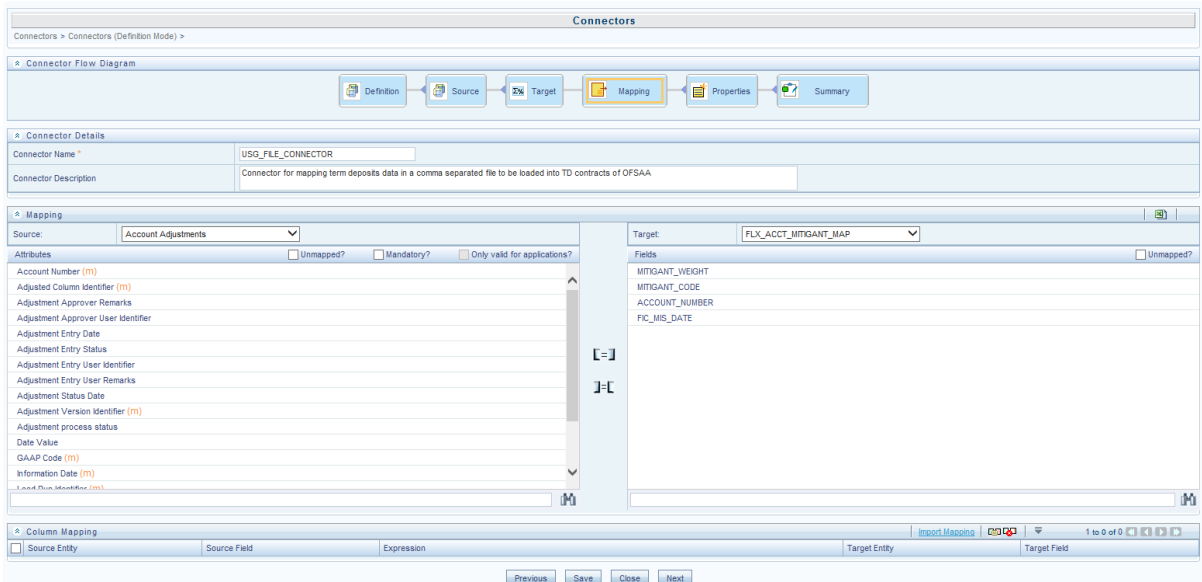 Connectors
Connectors > Connectors (Definition Mode) >
Connector Flow Diagram
Definition Source Target Mapping Properties Summary
Connector Details
Connector Name * USG_FILE_CONNECTOR
Connector Description Connector for mapping term deposits data in a comma separated file to be loaded into TD contracts of OFSAA
Mapping
Source: Account Adjustments Target: FLX_ACCT_MITIGANT_MAP
Attributes Unmapped? Mandatory? Only valid for applications? Fields Unmapped?
Account Number (m) MITIGANT_WEIGHT
Adjusted Column Identifier (m) MITIGANT_CODE
Adjustment Approver Remarks ACCOUNT_NUMBER
Adjustment Approver User Identifier FIC_MIS_DATE
Adjustment Entry Date
Adjustment Entry Status
Adjustment Entry User Identifier
Adjustment Entry User Remarks
Adjustment Status Date
Adjustment Version Identifier (m)
Adjustment process status
Date Value
GAAP Code (m)
Information Date (m)
Load Run Identifier (m)
Column Mapping Import Mapping 1 to 0 of 0
Source Entity Source Field Expression Target Entity Target Field
Previous Save Close Next